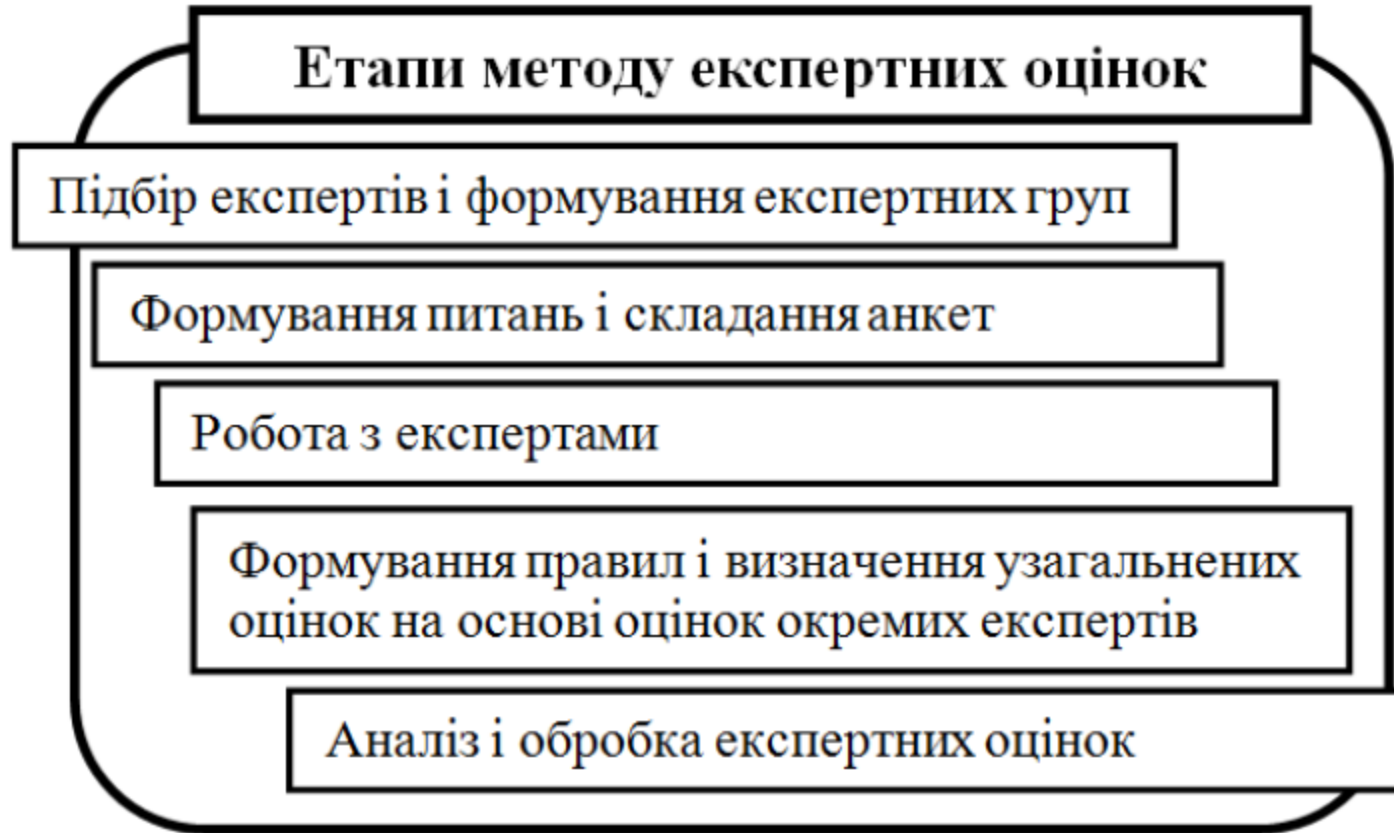 Етапи методу експертних оцінок
Підбір експертів і формування експертних груп
Формування питань і складання анкет
Робота з експертами
Формування правил і визначення узагальнених
оцінок на основі оцінок окремих експертів
Аналіз і обробка експертних оцінок